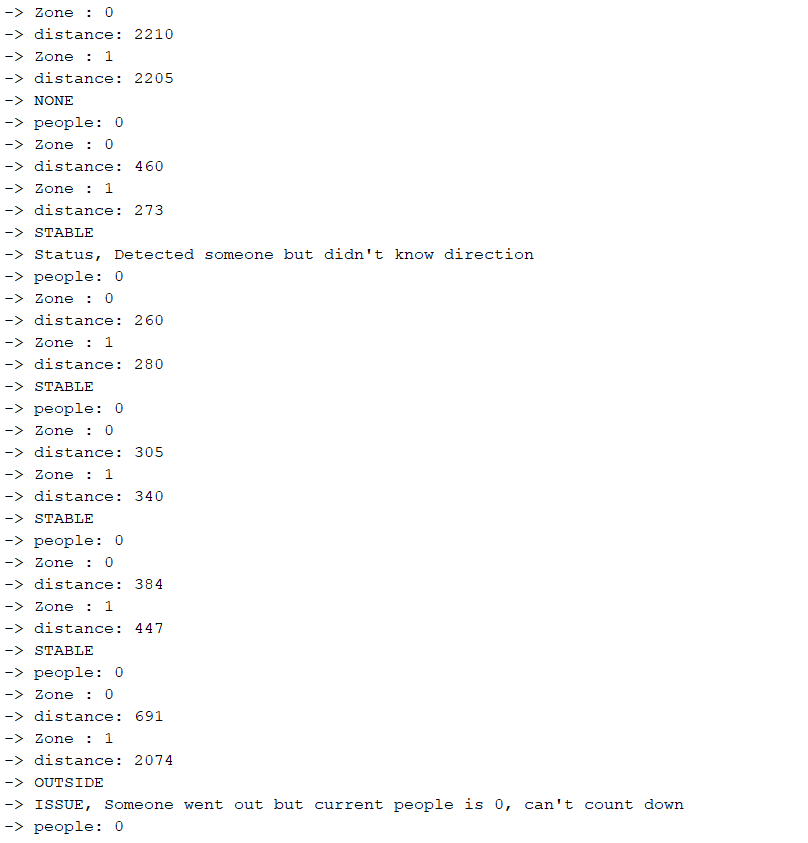 -> Zone : 0
-> distance: 2210
-> Zone : 1
-> distance: 2205
-> NONE
-> people: 0
-> Zone : 0
-> distance: 460
-> Zone : 1
-> distance: 273
-> STABLE
-> Status, Detected someone but didn't know direction
-> people: 0
-> Zone : 0
-> distance: 260
-> Zone : 1
-> distance: 280
-> STABLE
-> people: 0
-> Zone : 0
-> distance: 305
-> Zone : 1
-> distance: 340
-> STABLE
-> people: 0
-> Zone : 0
-> distance: 384
-> Zone : 1
-> distance: 447
-> STABLE
-> people: 0
-> Zone : 0
-> distance: 691
-> Zone : 1
-> distance: 2074
-> OUTSIDE
-> ISSUE, Someone went out but current people is 0, can't count down
-> people: 0